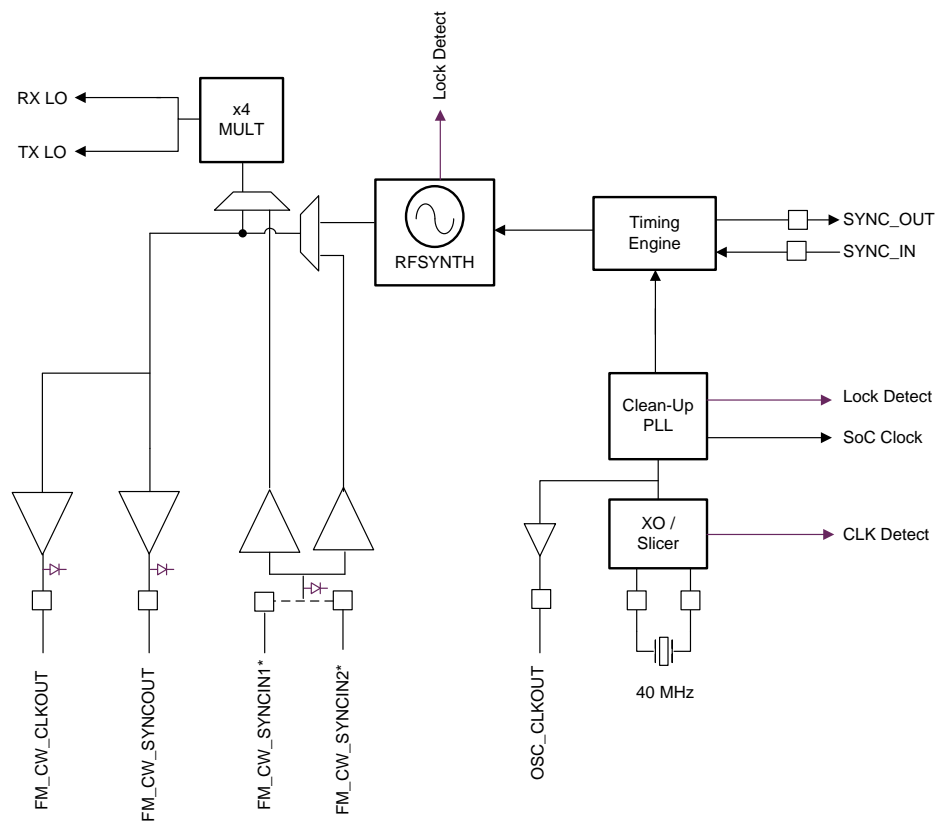 Lock Detect
RX LO
TX LO
x4
MULT
RFSYNTH
Timing
Engine
SYNC_OUT
SYNC_IN
Clean-Up
PLL
Lock Detect
SoC Clock
XO /
Slicer
CLK Detect
40 MHz
FM_CW_CLKOUT
FM_CW_SYNCOUT
FM_CW_SYNCIN1*
FM_CW_SYNCIN2*
OSC_CLKOUT